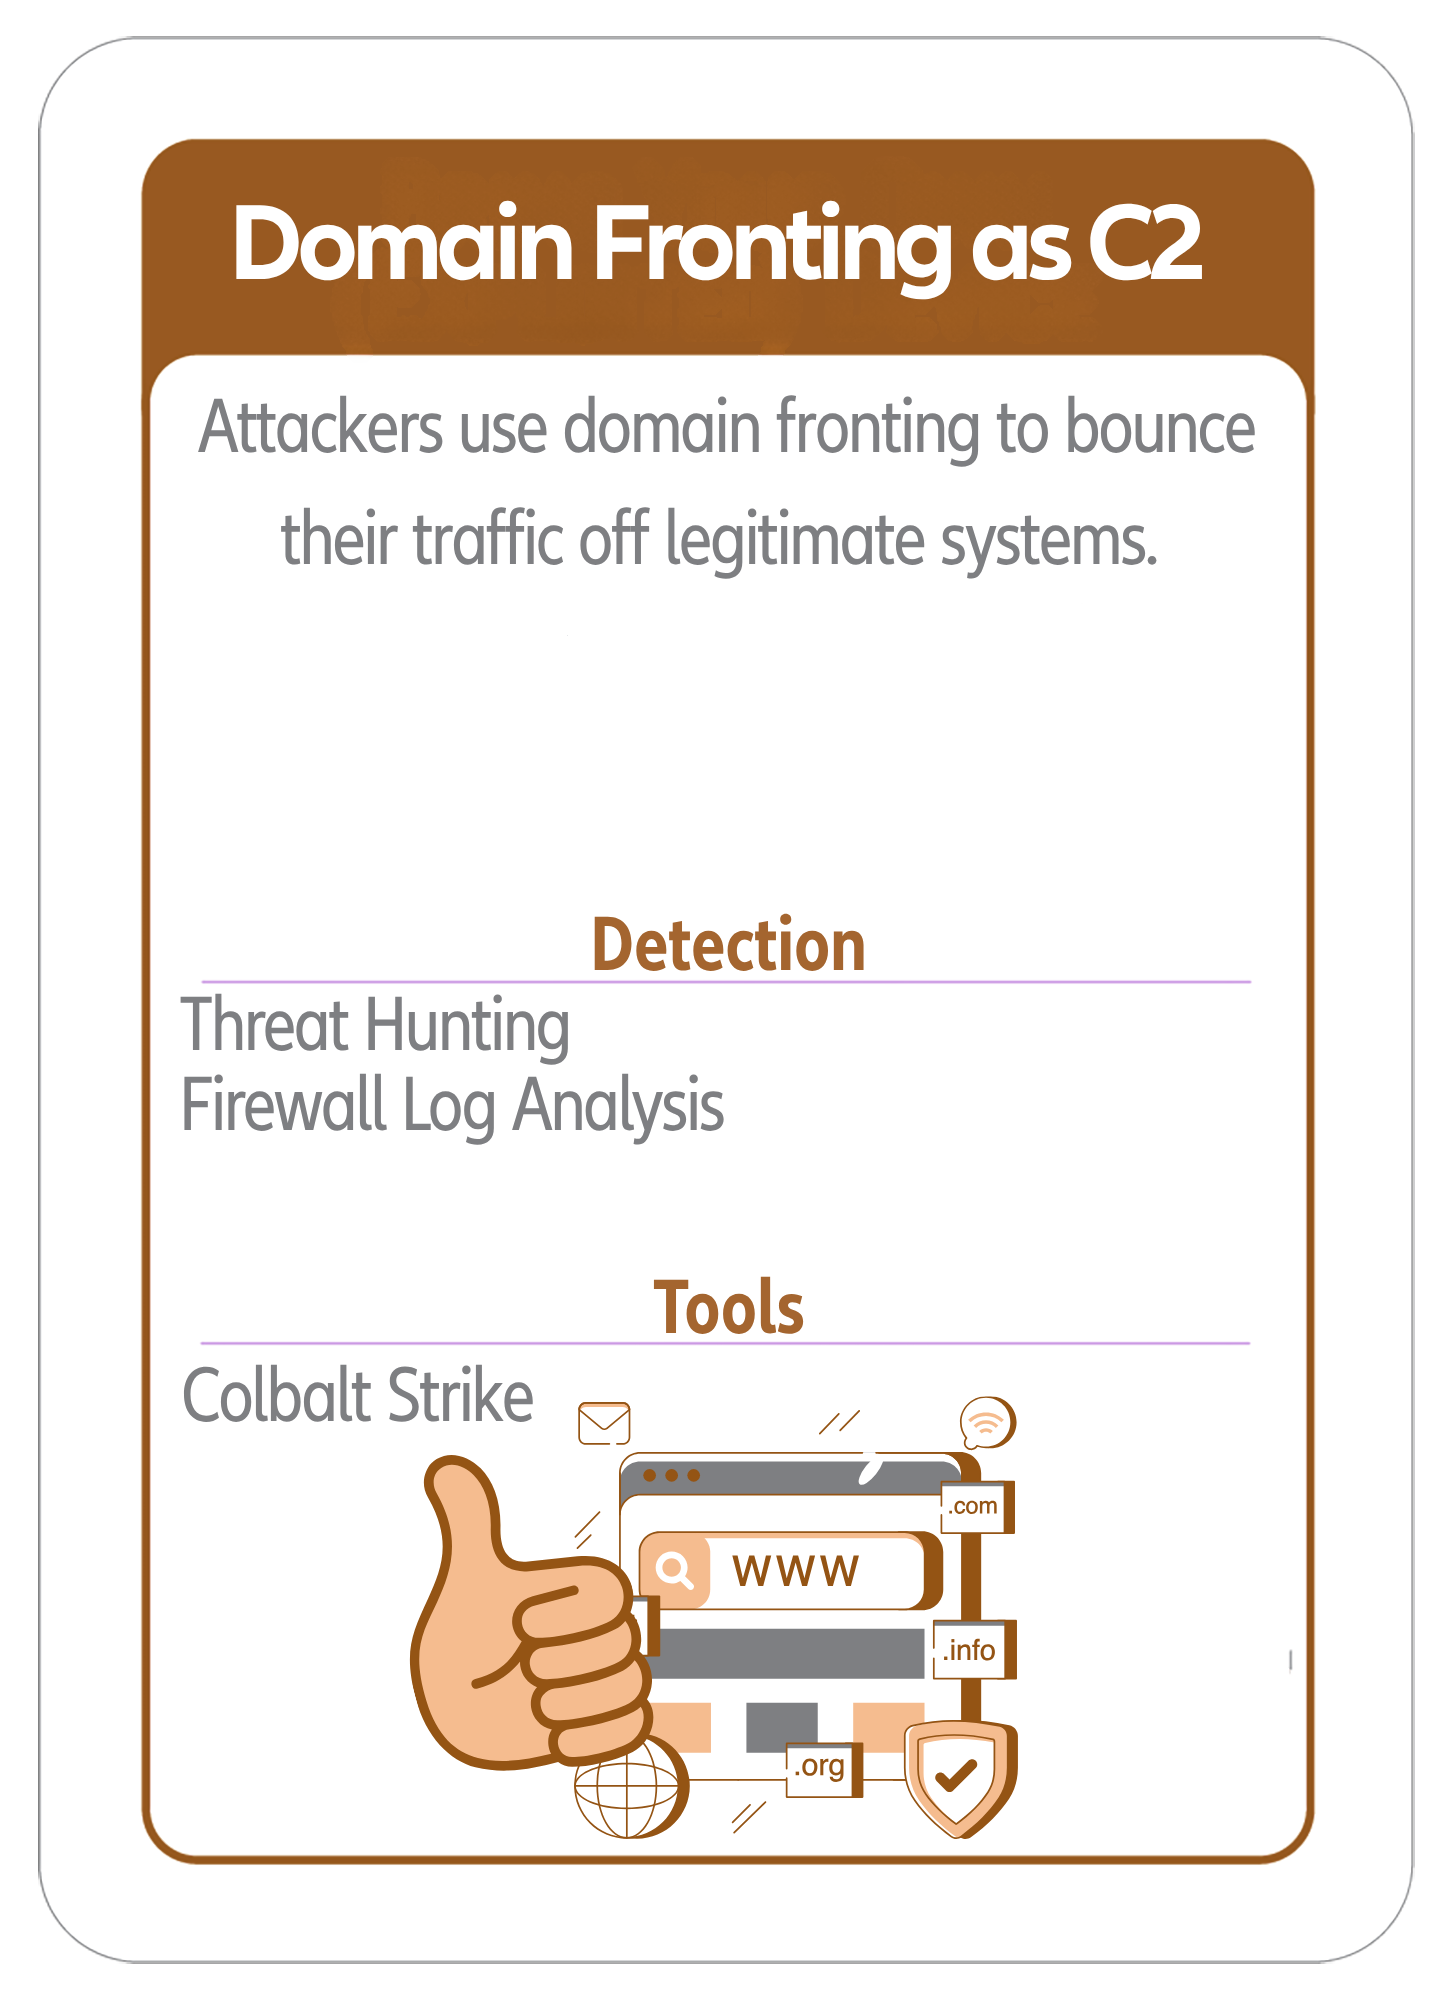 Domain Fronting as C2
Attackers use domain fronting to bounce
their traffic off legitimate systems.
Detection
Threat Hunting
Firewall Log Analysis
Tools
Colbalt Strike
.com
WWW
.info
.org